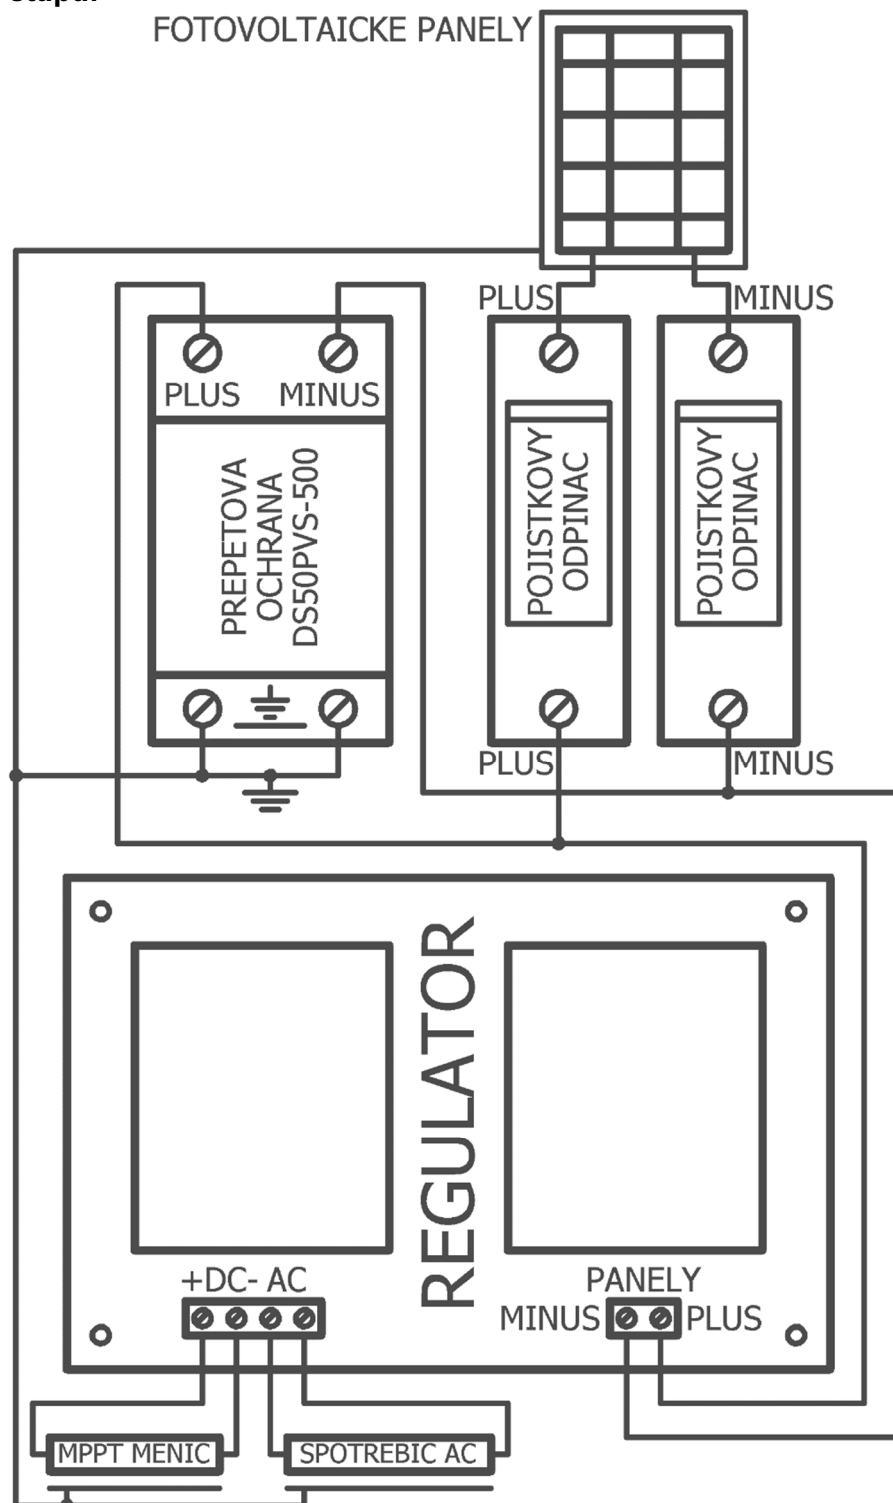 FOTOVOLTAICKE PANELY
PLUS
MINUS
PLUS
MINUS
PREPETOVA
OCHRANA
DS50PVS-500
POJISTKOVY
ODPINAC
POJISTKOVY
ODPINAC
PLUS
MINUS
REGULATOR
+DC- AC
PANELY
MINUS
PLUS
MPPT MENIC
SPOTREBIC AC